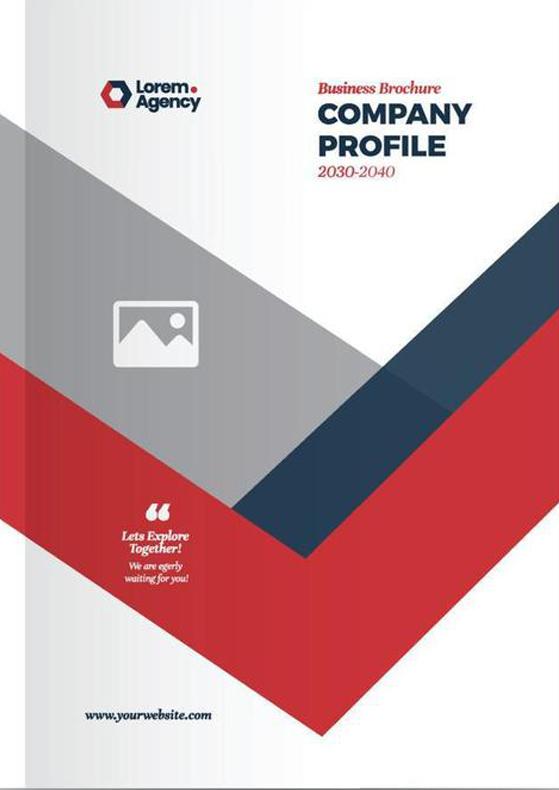 Lorem.
Agency
Business Brochure
COMPANY
PROFILE
2030-2040
❝
Lets Explore
Together!
We are egerly
waiting for you!
www.yourwebsite.com